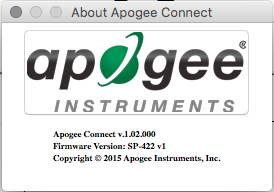 About Apogee Connect
apogee®
INSTRUMENTS
Apogee Connect v.1.02.000
Firmware Version: SP-422 v1
Copyright © 2015 Apogee Instruments, Inc.